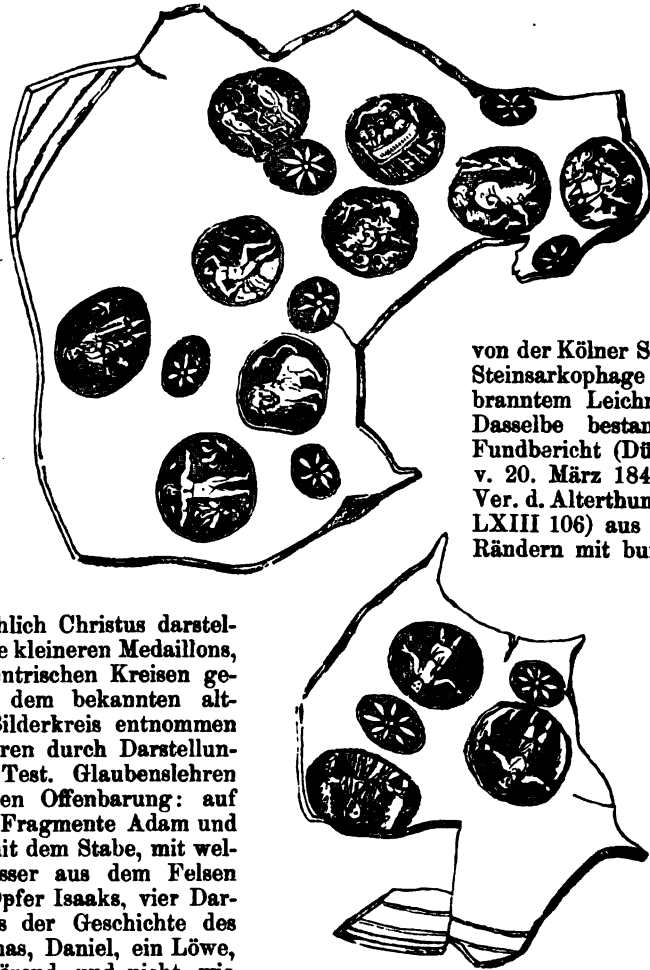 von der Kölner S
Steinsarkophage
branntem Leichn
Dasselbe bestan
Fundbericht (Dü
v. 20. März 184
Ver. d. Alterthum
LXIII 106) aus
Rändern mit bu
hlich Christus darstel-
e kleineren Medaillons,
entrischen Kreisen ge-
dem bekannten alt-
Bilderkreis entnommen
ren durch Darstellun-
Test. Glaubenslehren
en Offenbarung: auf
Fragmente Adam und
it dem Stabe, mit wel-
sser aus dem Felsen
pfer Isaaks, vier Dar-
s der Geschichte des
nas, Daniel, ein Löwe,